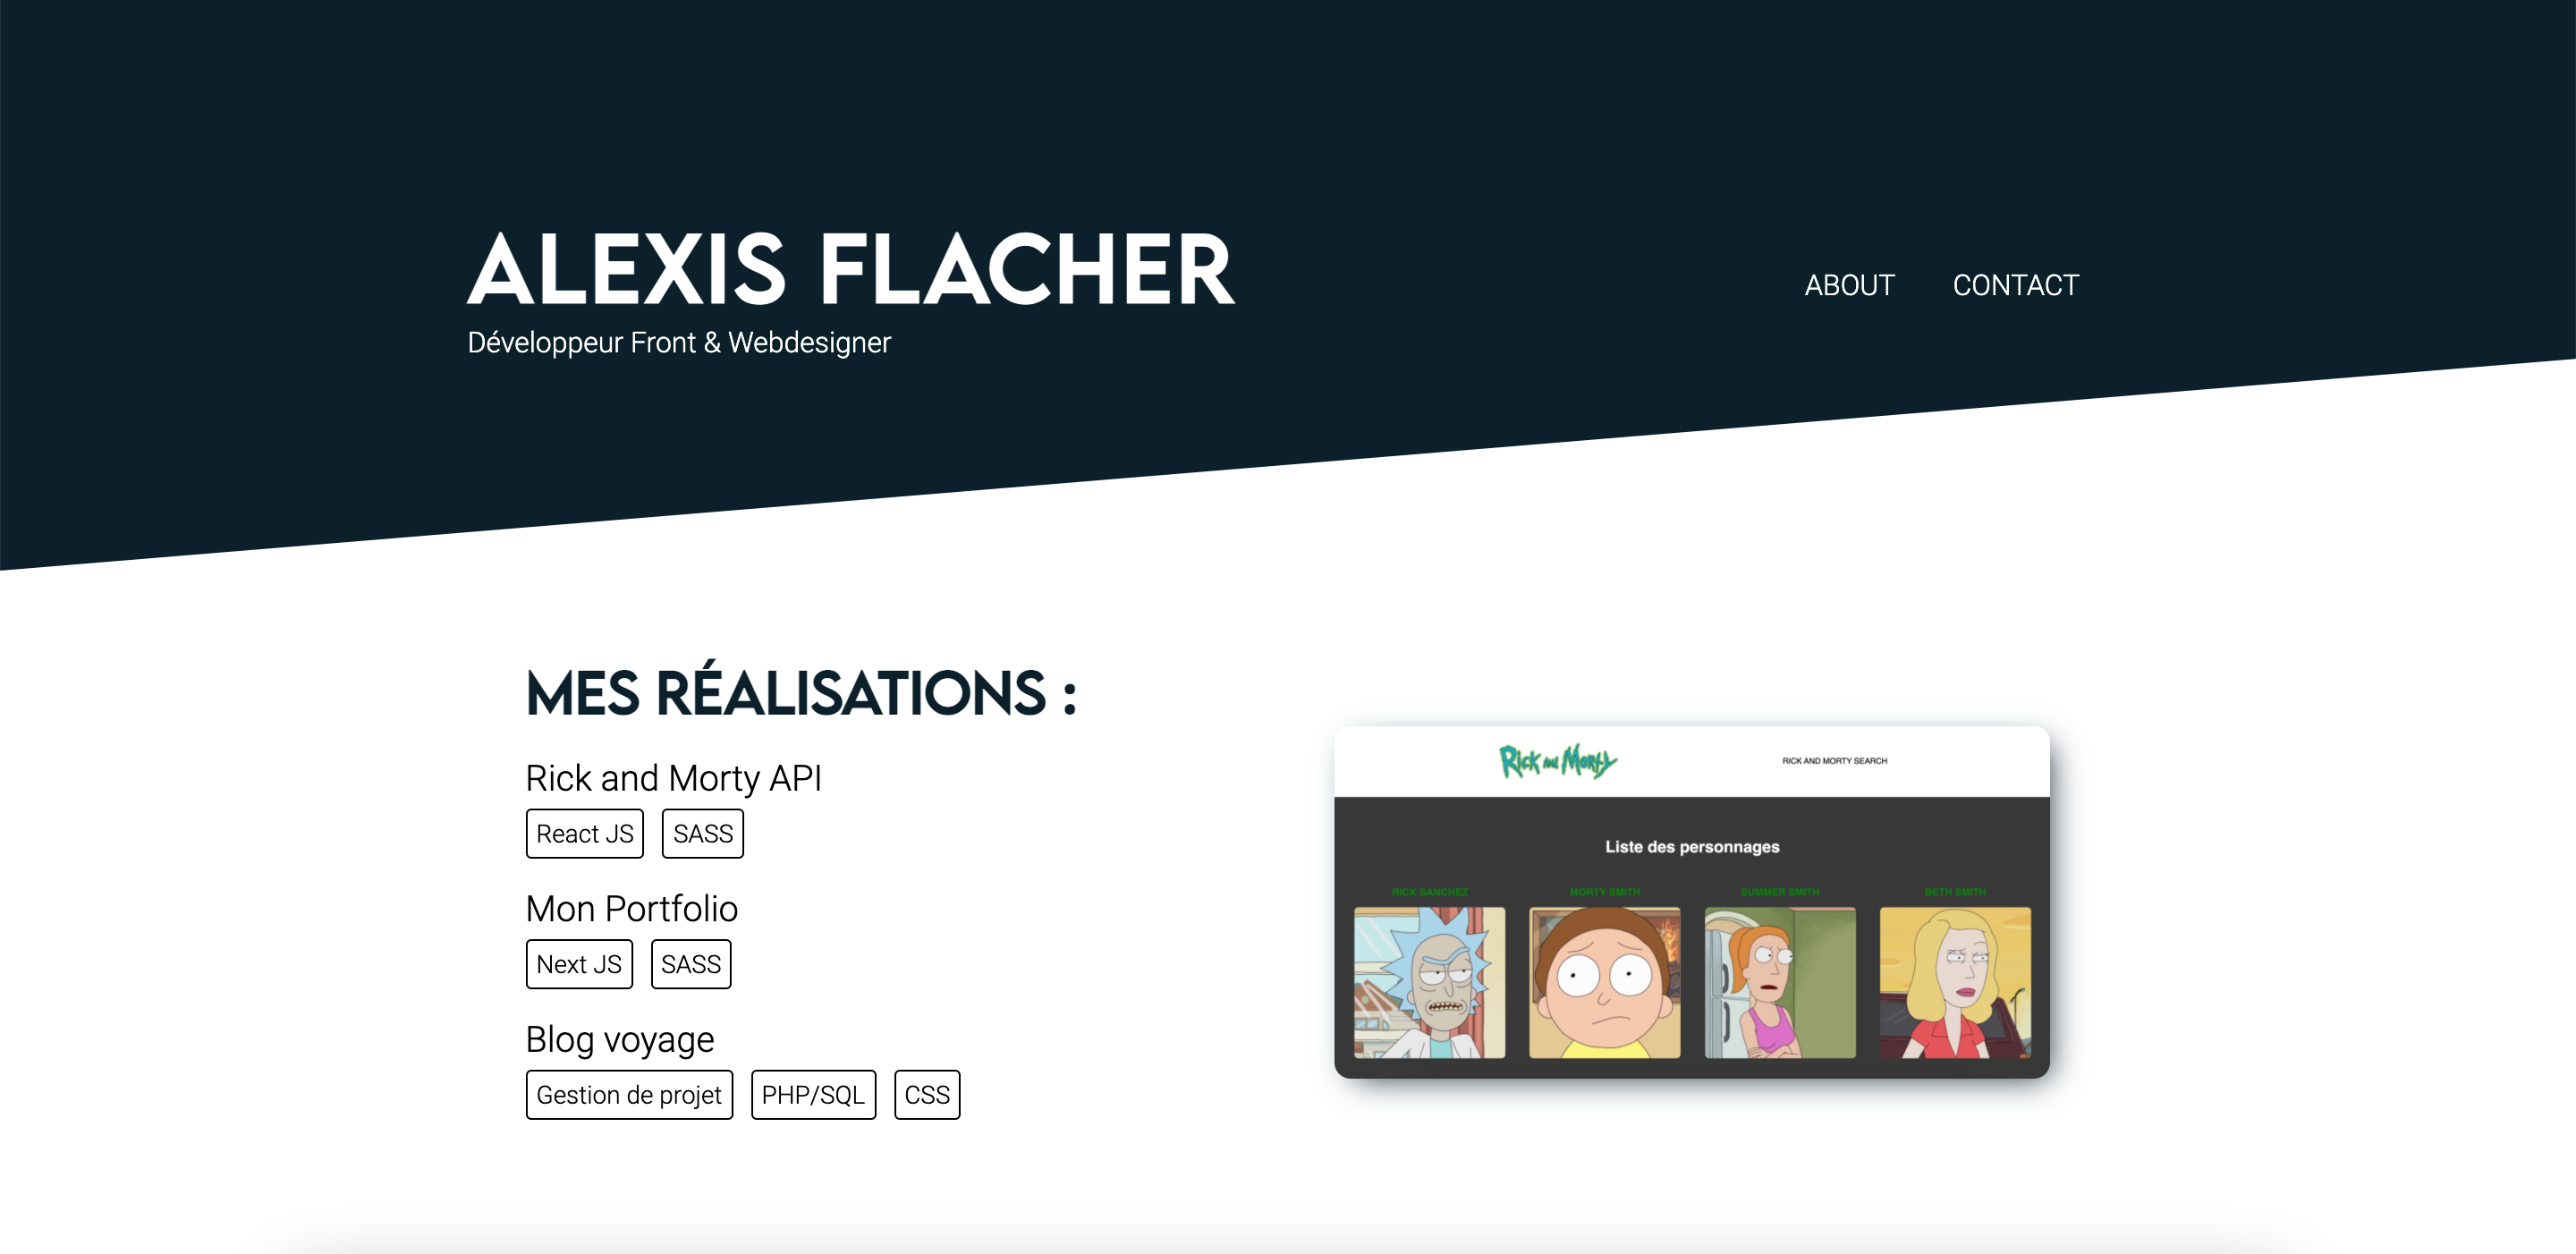 ALEXIS FLACHER
Développeur Front & Webdesigner
ABOUT
CONTACT
MES RÉALISATIONS :
Rick and Morty API
React JS
SASS
Mon Portfolio
Next JS
SASS
Blog voyage
Gestion de projet
PHP/SQL
CSS
Rick and Morty
RICK AND MORTY SEARCH
Liste des personnages
RICK SANCHEZ
MORTY SMITH
SUMMER SMITH
BETH SMITH